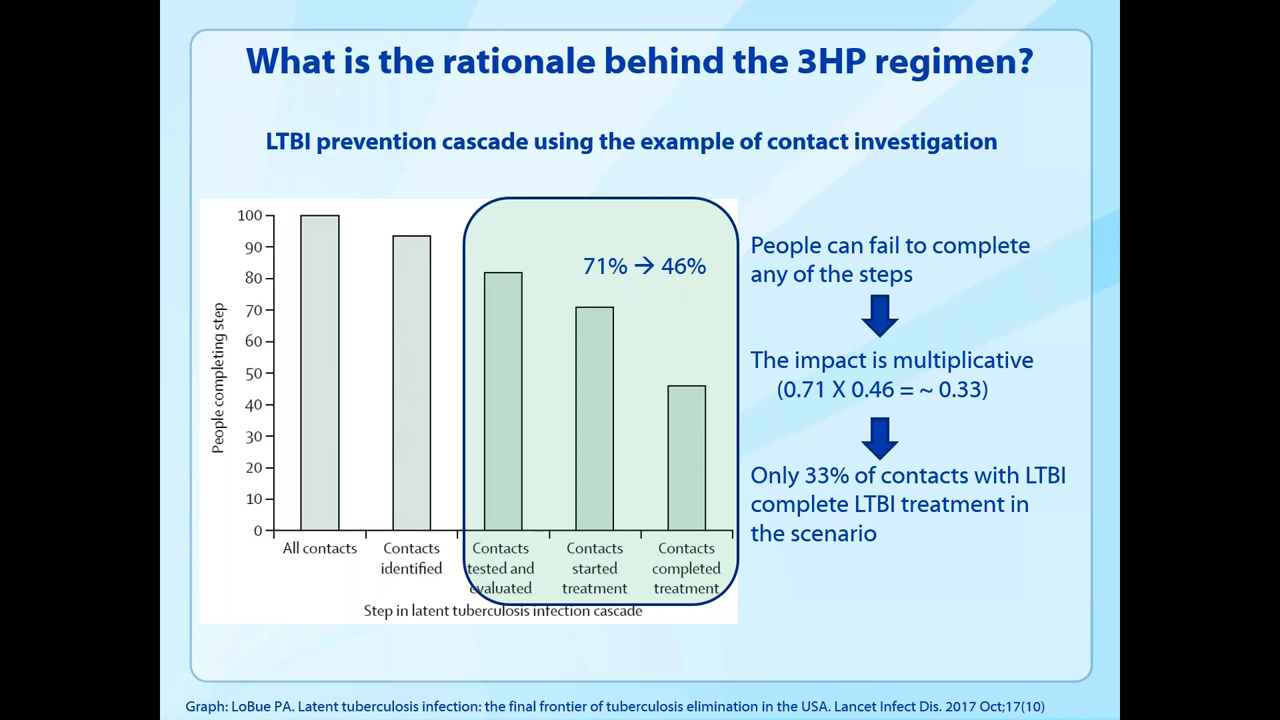 What is the rationale behind the 3HP regimen?
LTBI prevention cascade using the example of contact investigation
People completing step
100
90
80
70
60
50
40
30
20
10
0
71% → 46%
All contacts
Contacts
identified
Contacts
tested and
evaluated
Contacts
started
treatment
Contacts
completed
treatment
Step in latent tuberculosis infection cascade
People can fail to complete
any of the steps
The impact is multiplicative
(0.71 X 0.46 = ~ 0.33)
Only 33% of contacts with LTBI
complete LTBI treatment in
the scenario
Graph: LoBue PA. Latent tuberculosis infection: the final frontier of tuberculosis elimination in the USA. Lancet Infect Dis. 2017 Oct;17(10)